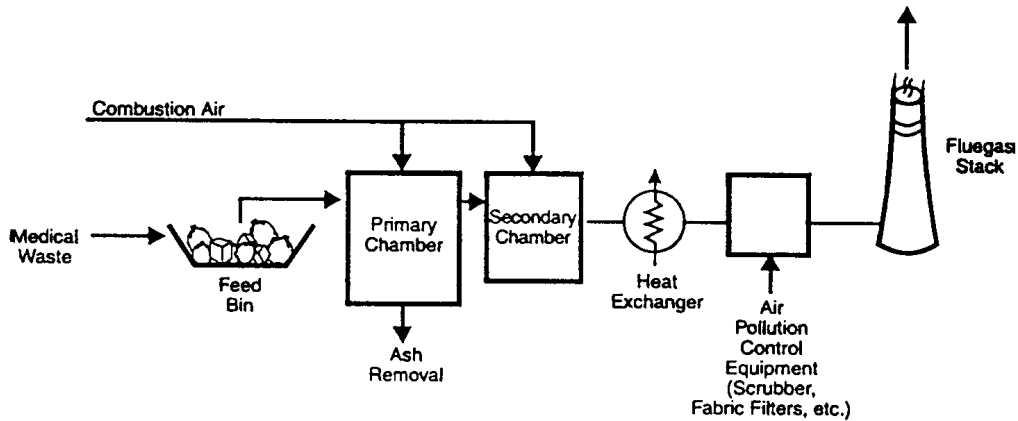 Combustion Air
Medical
Waste
Feed
Bin
Primary
Chamber
Ash
Removal
Secondary
Chamber
Heat
Exchanger
Air
Pollution
Control
Equipment
(Scrubber,
Fabric Filters, etc.)
Fluegas
Stack